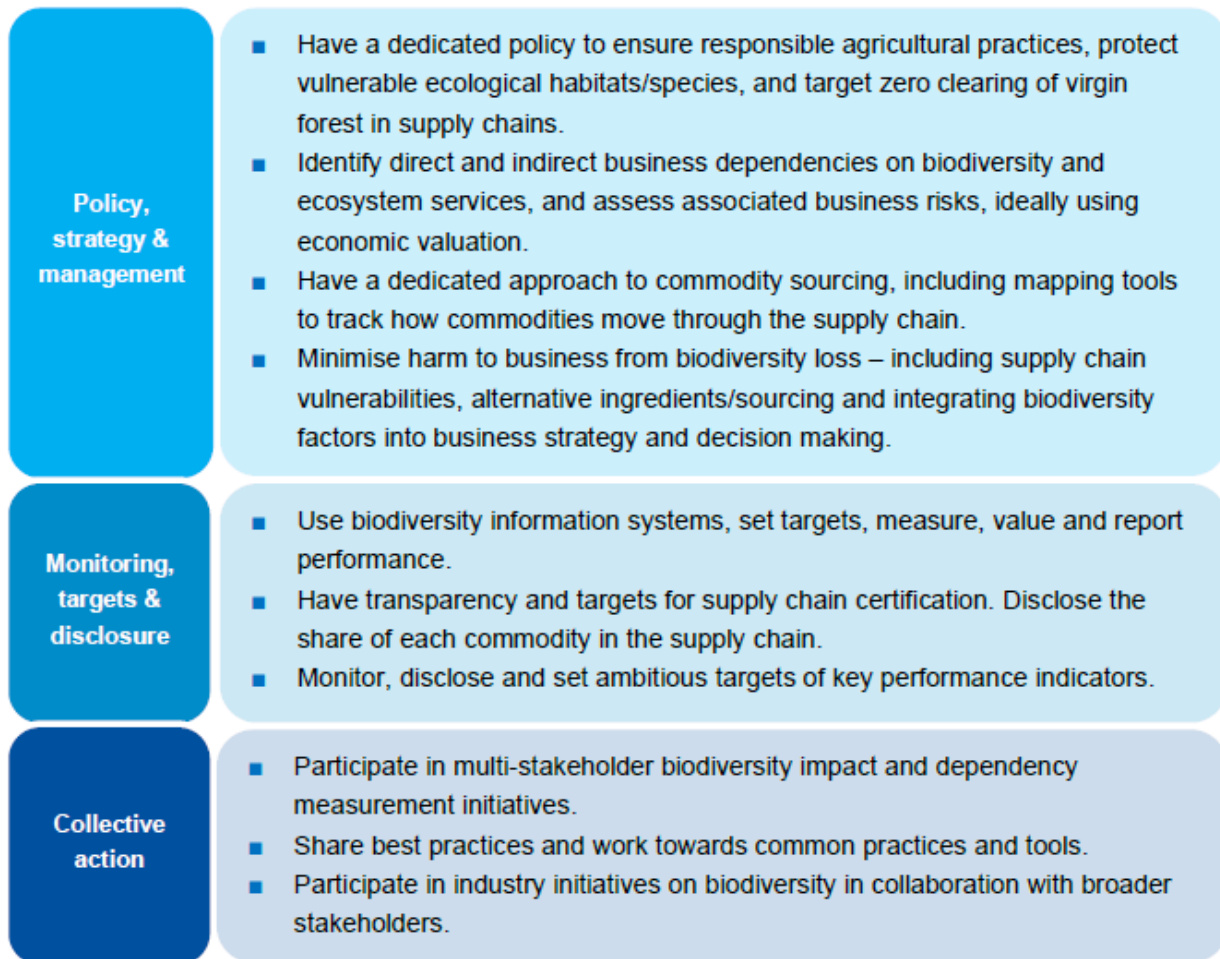 Policy,
strategy &
management
■ Have a dedicated policy to ensure responsible agricultural practices, protect
vulnerable ecological habitats/species, and target zero clearing of virgin
forest in supply chains.
■ Identify direct and indirect business dependencies on biodiversity and
ecosystem services, and assess associated business risks, ideally using
economic valuation.
■ Have a dedicated approach to commodity sourcing, including mapping tools
to track how commodities move through the supply chain.
■ Minimise harm to business from biodiversity loss – including supply chain
vulnerabilities, alternative ingredients/sourcing and integrating biodiversity
factors into business strategy and decision making.
Monitoring,
targets &
disclosure
■ Use biodiversity information systems, set targets, measure, value and report
performance.
■ Have transparency and targets for supply chain certification. Disclose the
share of each commodity in the supply chain.
■ Monitor, disclose and set ambitious targets of key performance indicators.
Collective
action
■ Participate in multi-stakeholder biodiversity impact and dependency
measurement initiatives.
■ Share best practices and work towards common practices and tools.
■ Participate in industry initiatives on biodiversity in collaboration with broader
stakeholders.